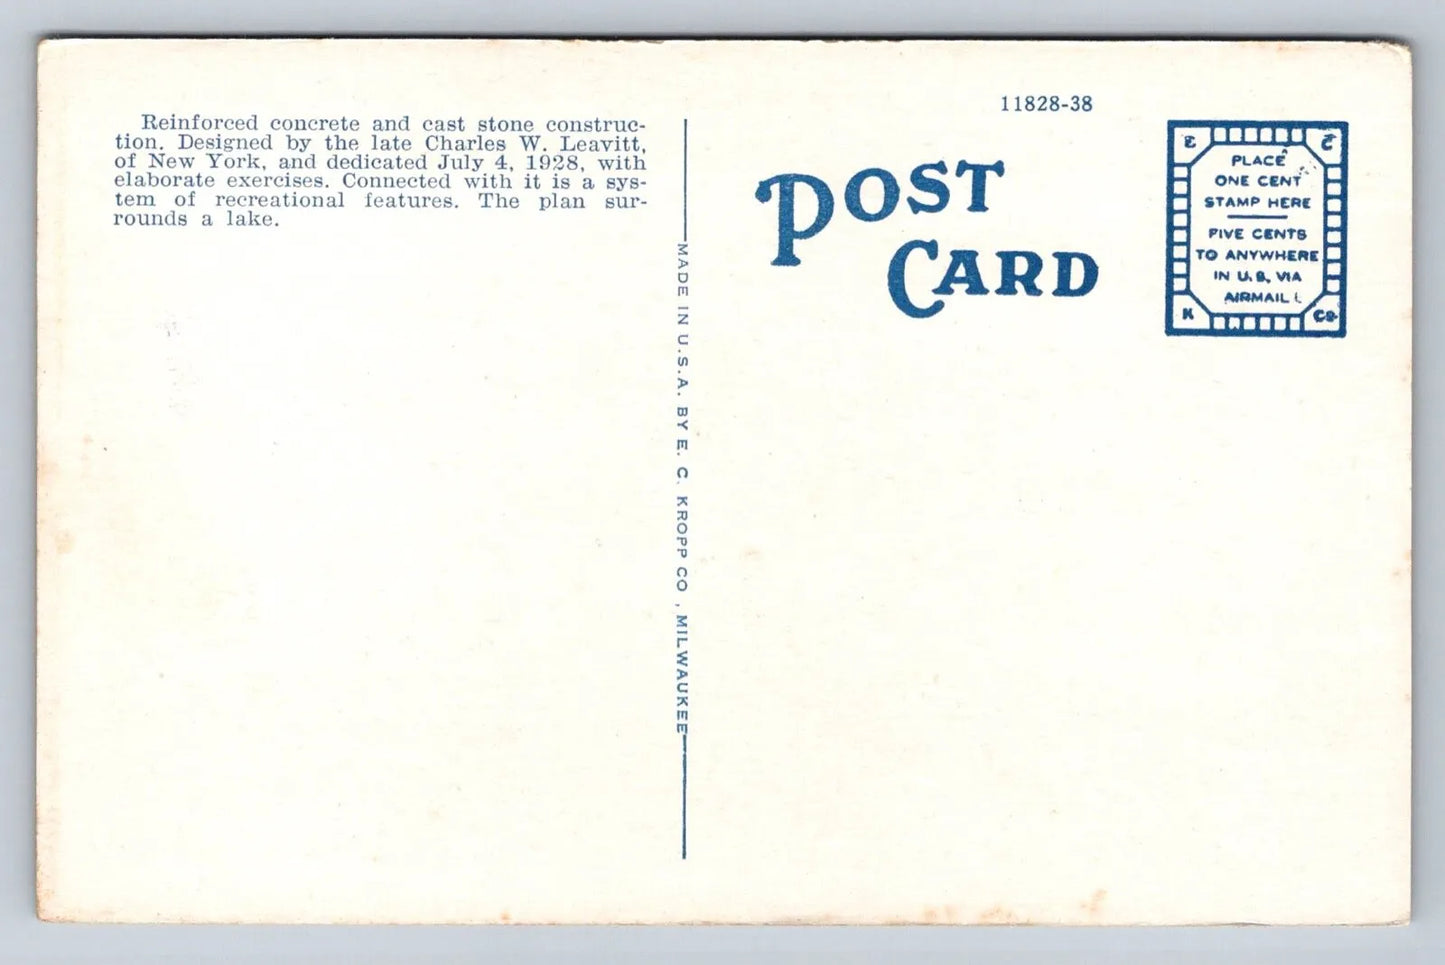 Reinforced concrete and cast stone construc-
tion. Designed by the late Charles W. Leavitt,
of New York, and dedicated July 4, 1928, with
elaborate exercises. Connected with it is a sys-
tem of recreational features. The plan sur-
rounds a lake.
MADE IN U.S.A. BY E. C. KROPP CO., MILWAUKEE
11828-38
POST
CARD
E C
PLACE
ONE CENT
STAMP HERE
FIVE CENTS
TO ANYWHERE
IN U.S. VIA
AIRMAIL
K Co